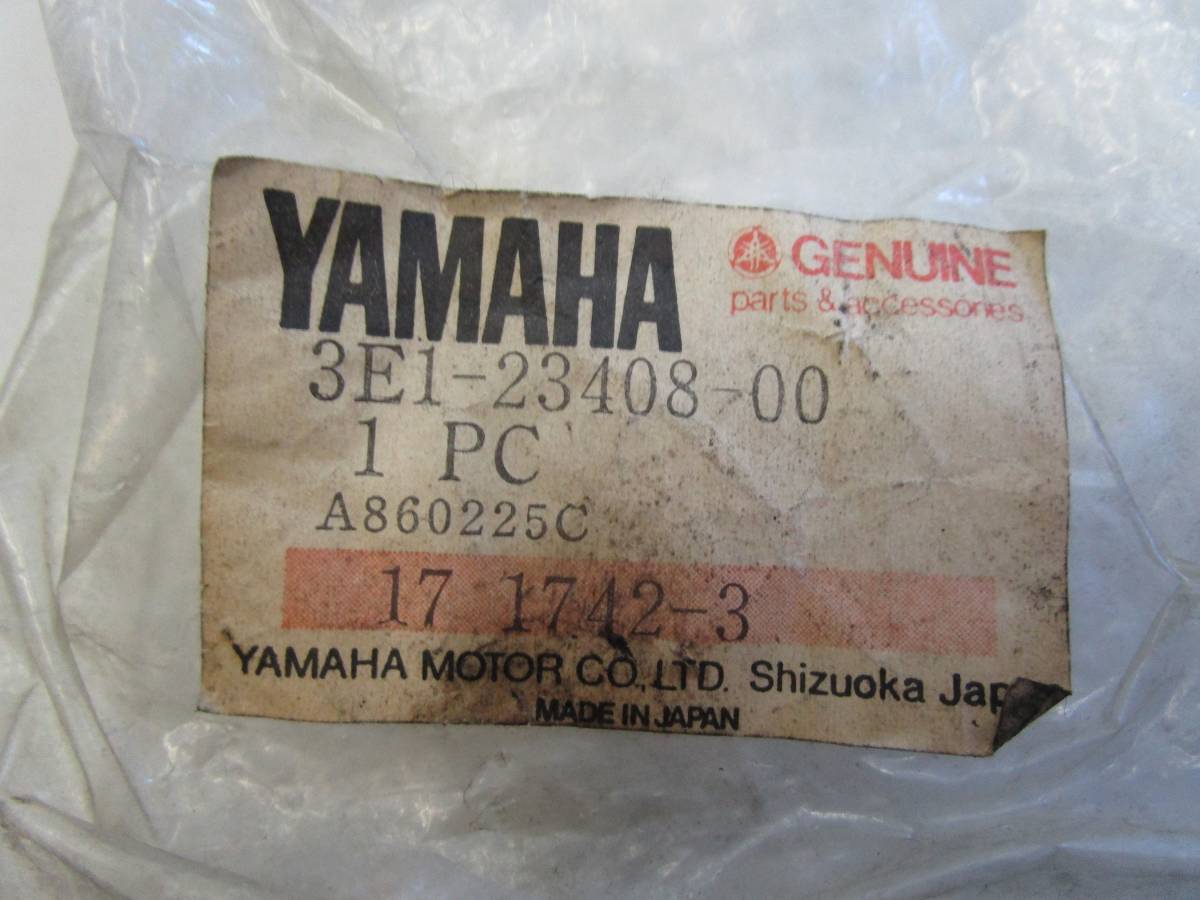 YAMAHA
GENUINE
parts & accessories
3E1-23408-00
1 PC
A860225C
17 1742-3
YAMAHA MOTOR CO., LTD. Shizuoka Jap
MADE IN JAPAN